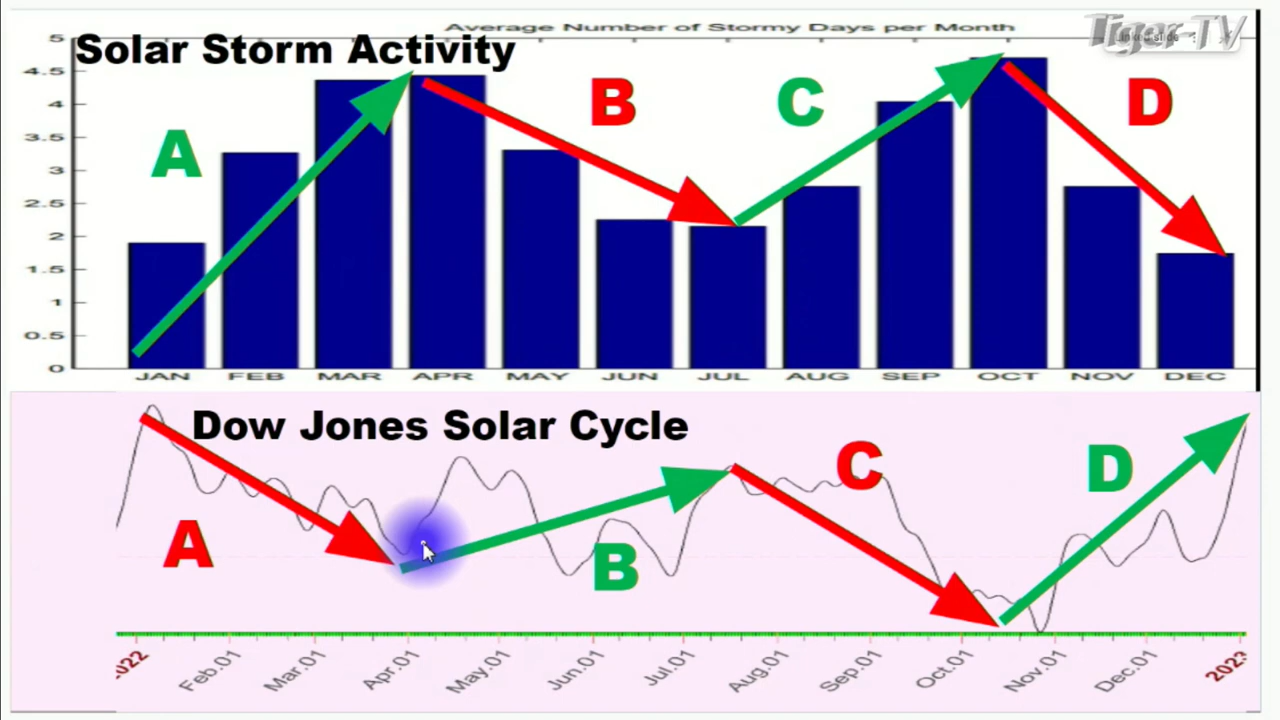 Average Number of Stormy Days per Month
Tiger TV
Solar Storm Activity
5
4.5
4
3.5
3
2.5
2
1.5
1
0.5
0
A
B
C
D
JAN FEB MAR APR MAY JUN JUL AUG SEP OCT NOV DEC
Dow Jones Solar Cycle
A
B
C
D
Feb.01 Mar.01 Apr.01 May.01 Jun.01 Jul.01 Aug.01 Sep.01 Oct.01 Nov.01 Dec.01